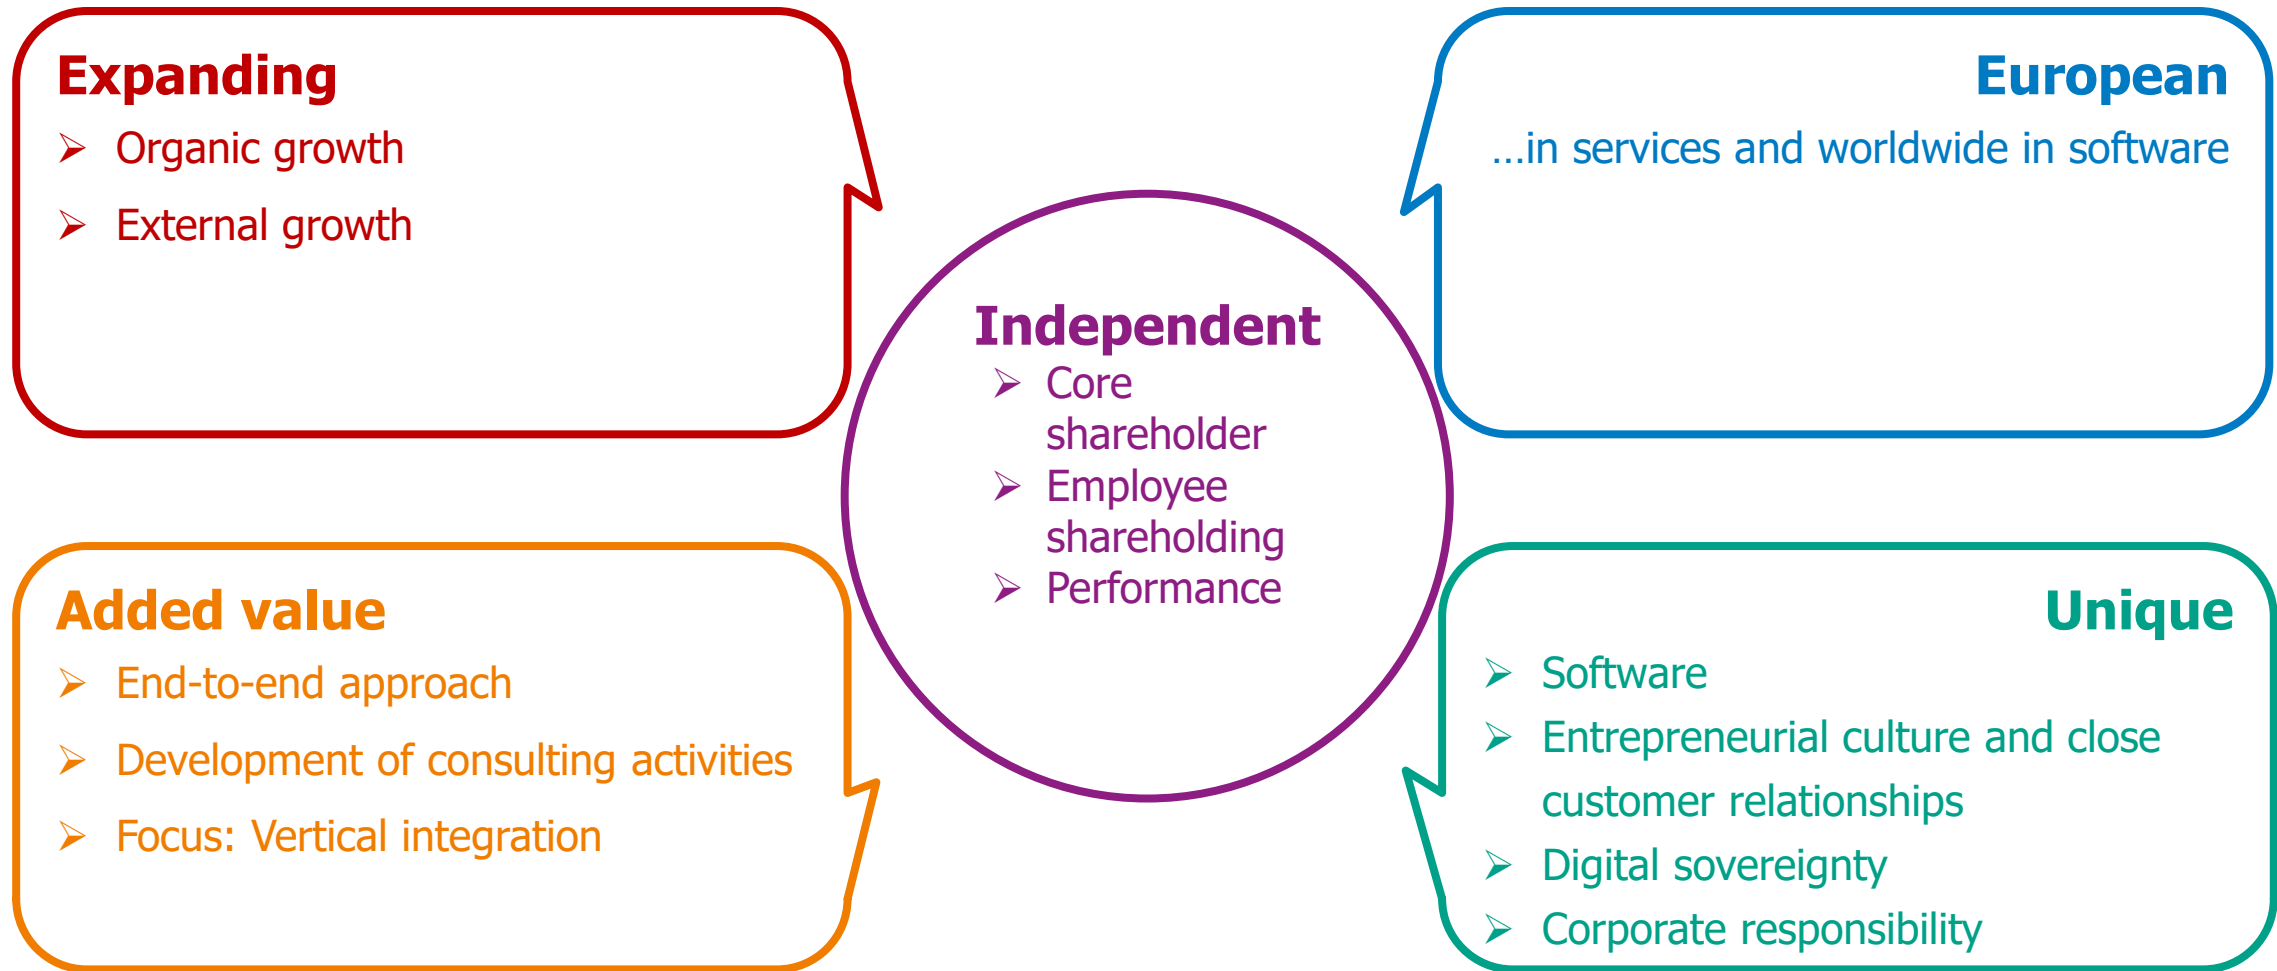 Expanding
➢ Organic growth
➢ External growth
European
...in services and worldwide in software
Independent
➢ Core
shareholder
➢ Employee
shareholding
➢ Performance
Added value
➢ End-to-end approach
➢ Development of consulting activities
➢ Focus: Vertical integration
Unique
➢ Software
➢ Entrepreneurial culture and close
customer relationships
➢ Digital sovereignty
➢ Corporate responsibility